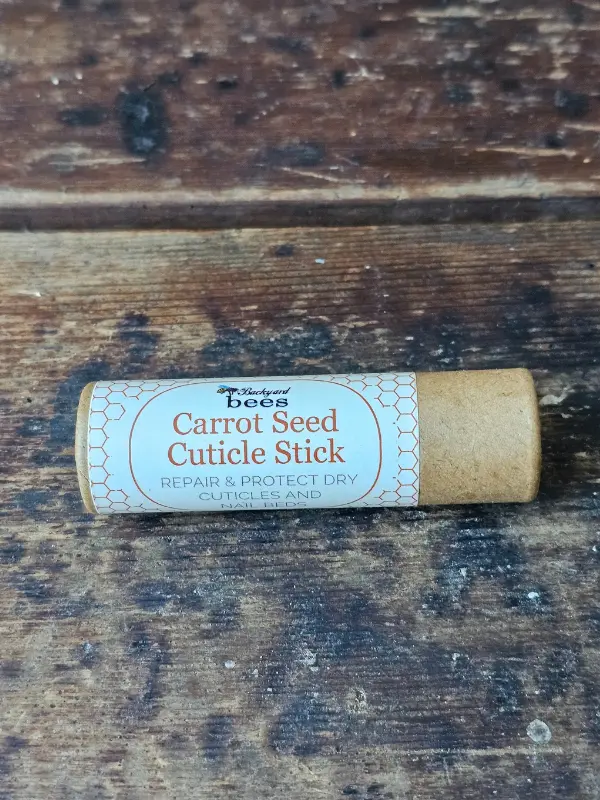 Backyard
bees
Carrot Seed
Cuticle Stick
REPAIR & PROTECT DRY
CUTICLES AND
NAIL BEDS